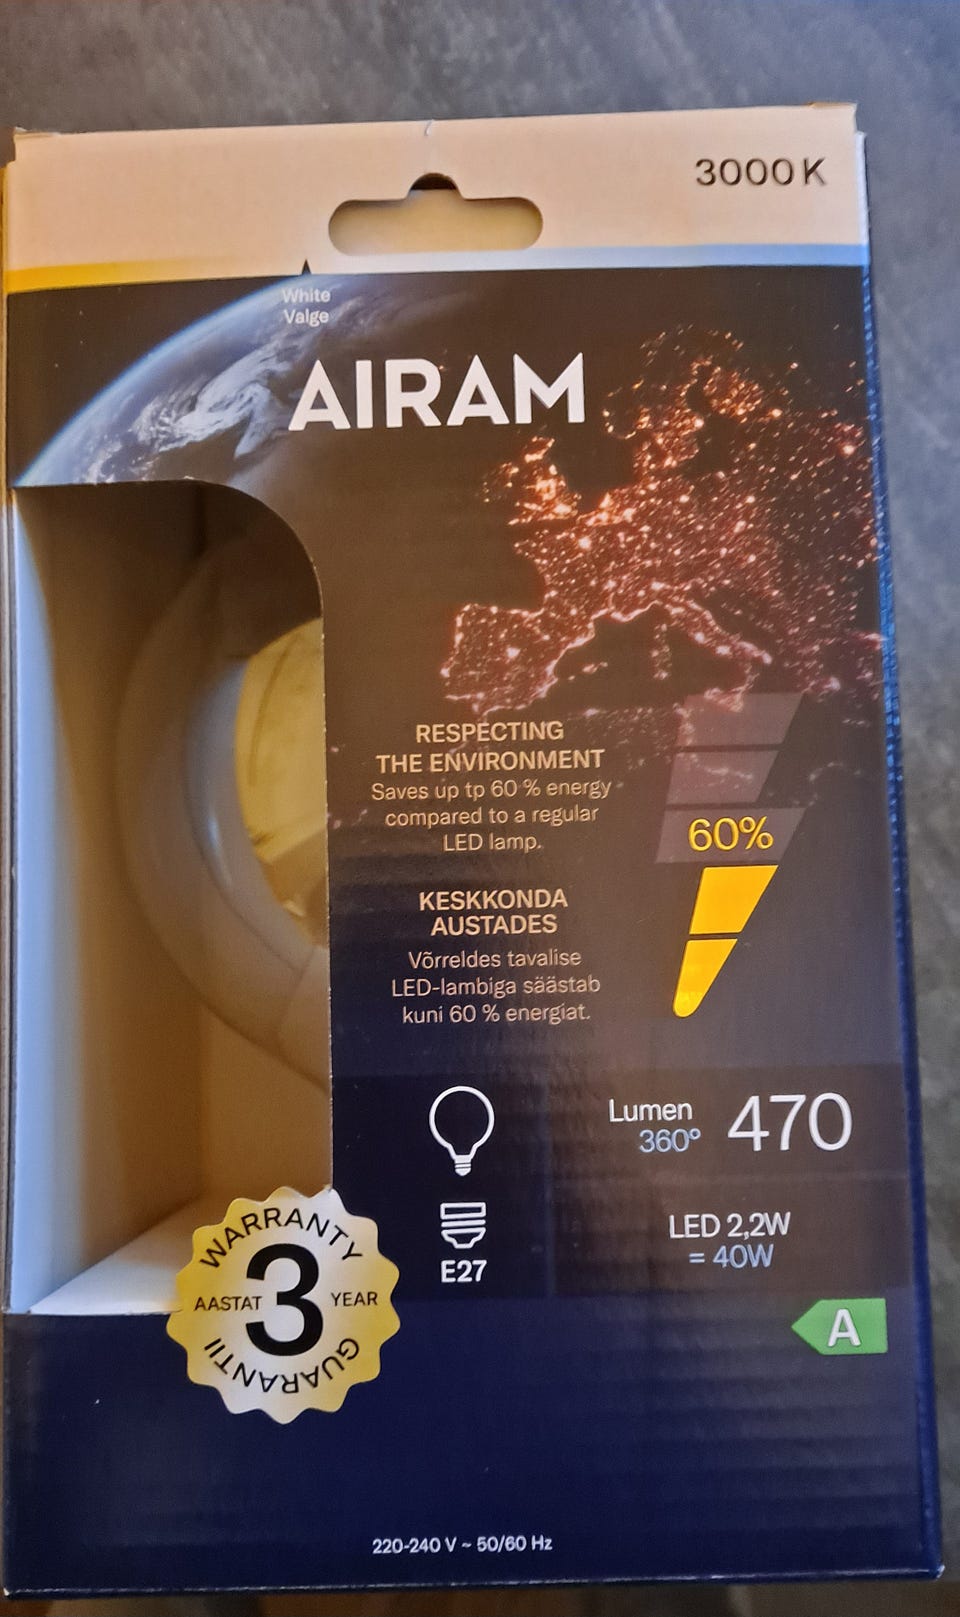 3000 K
White
Valge
AIRAM
RESPECTING
THE ENVIRONMENT
Saves up tp 60 % energy
compared to a regular
LED lamp.
60%
KESKKONDA
AUSTADES
Võrreldes tavalise
LED-lambiga säästab
kuni 60 % energiat.
Lumen 470
360°
E27
LED 2,2W
= 40W
WARRANTY
AASTAT 3 YEAR
GUARANTII
A
220-240 V ~ 50/60 Hz